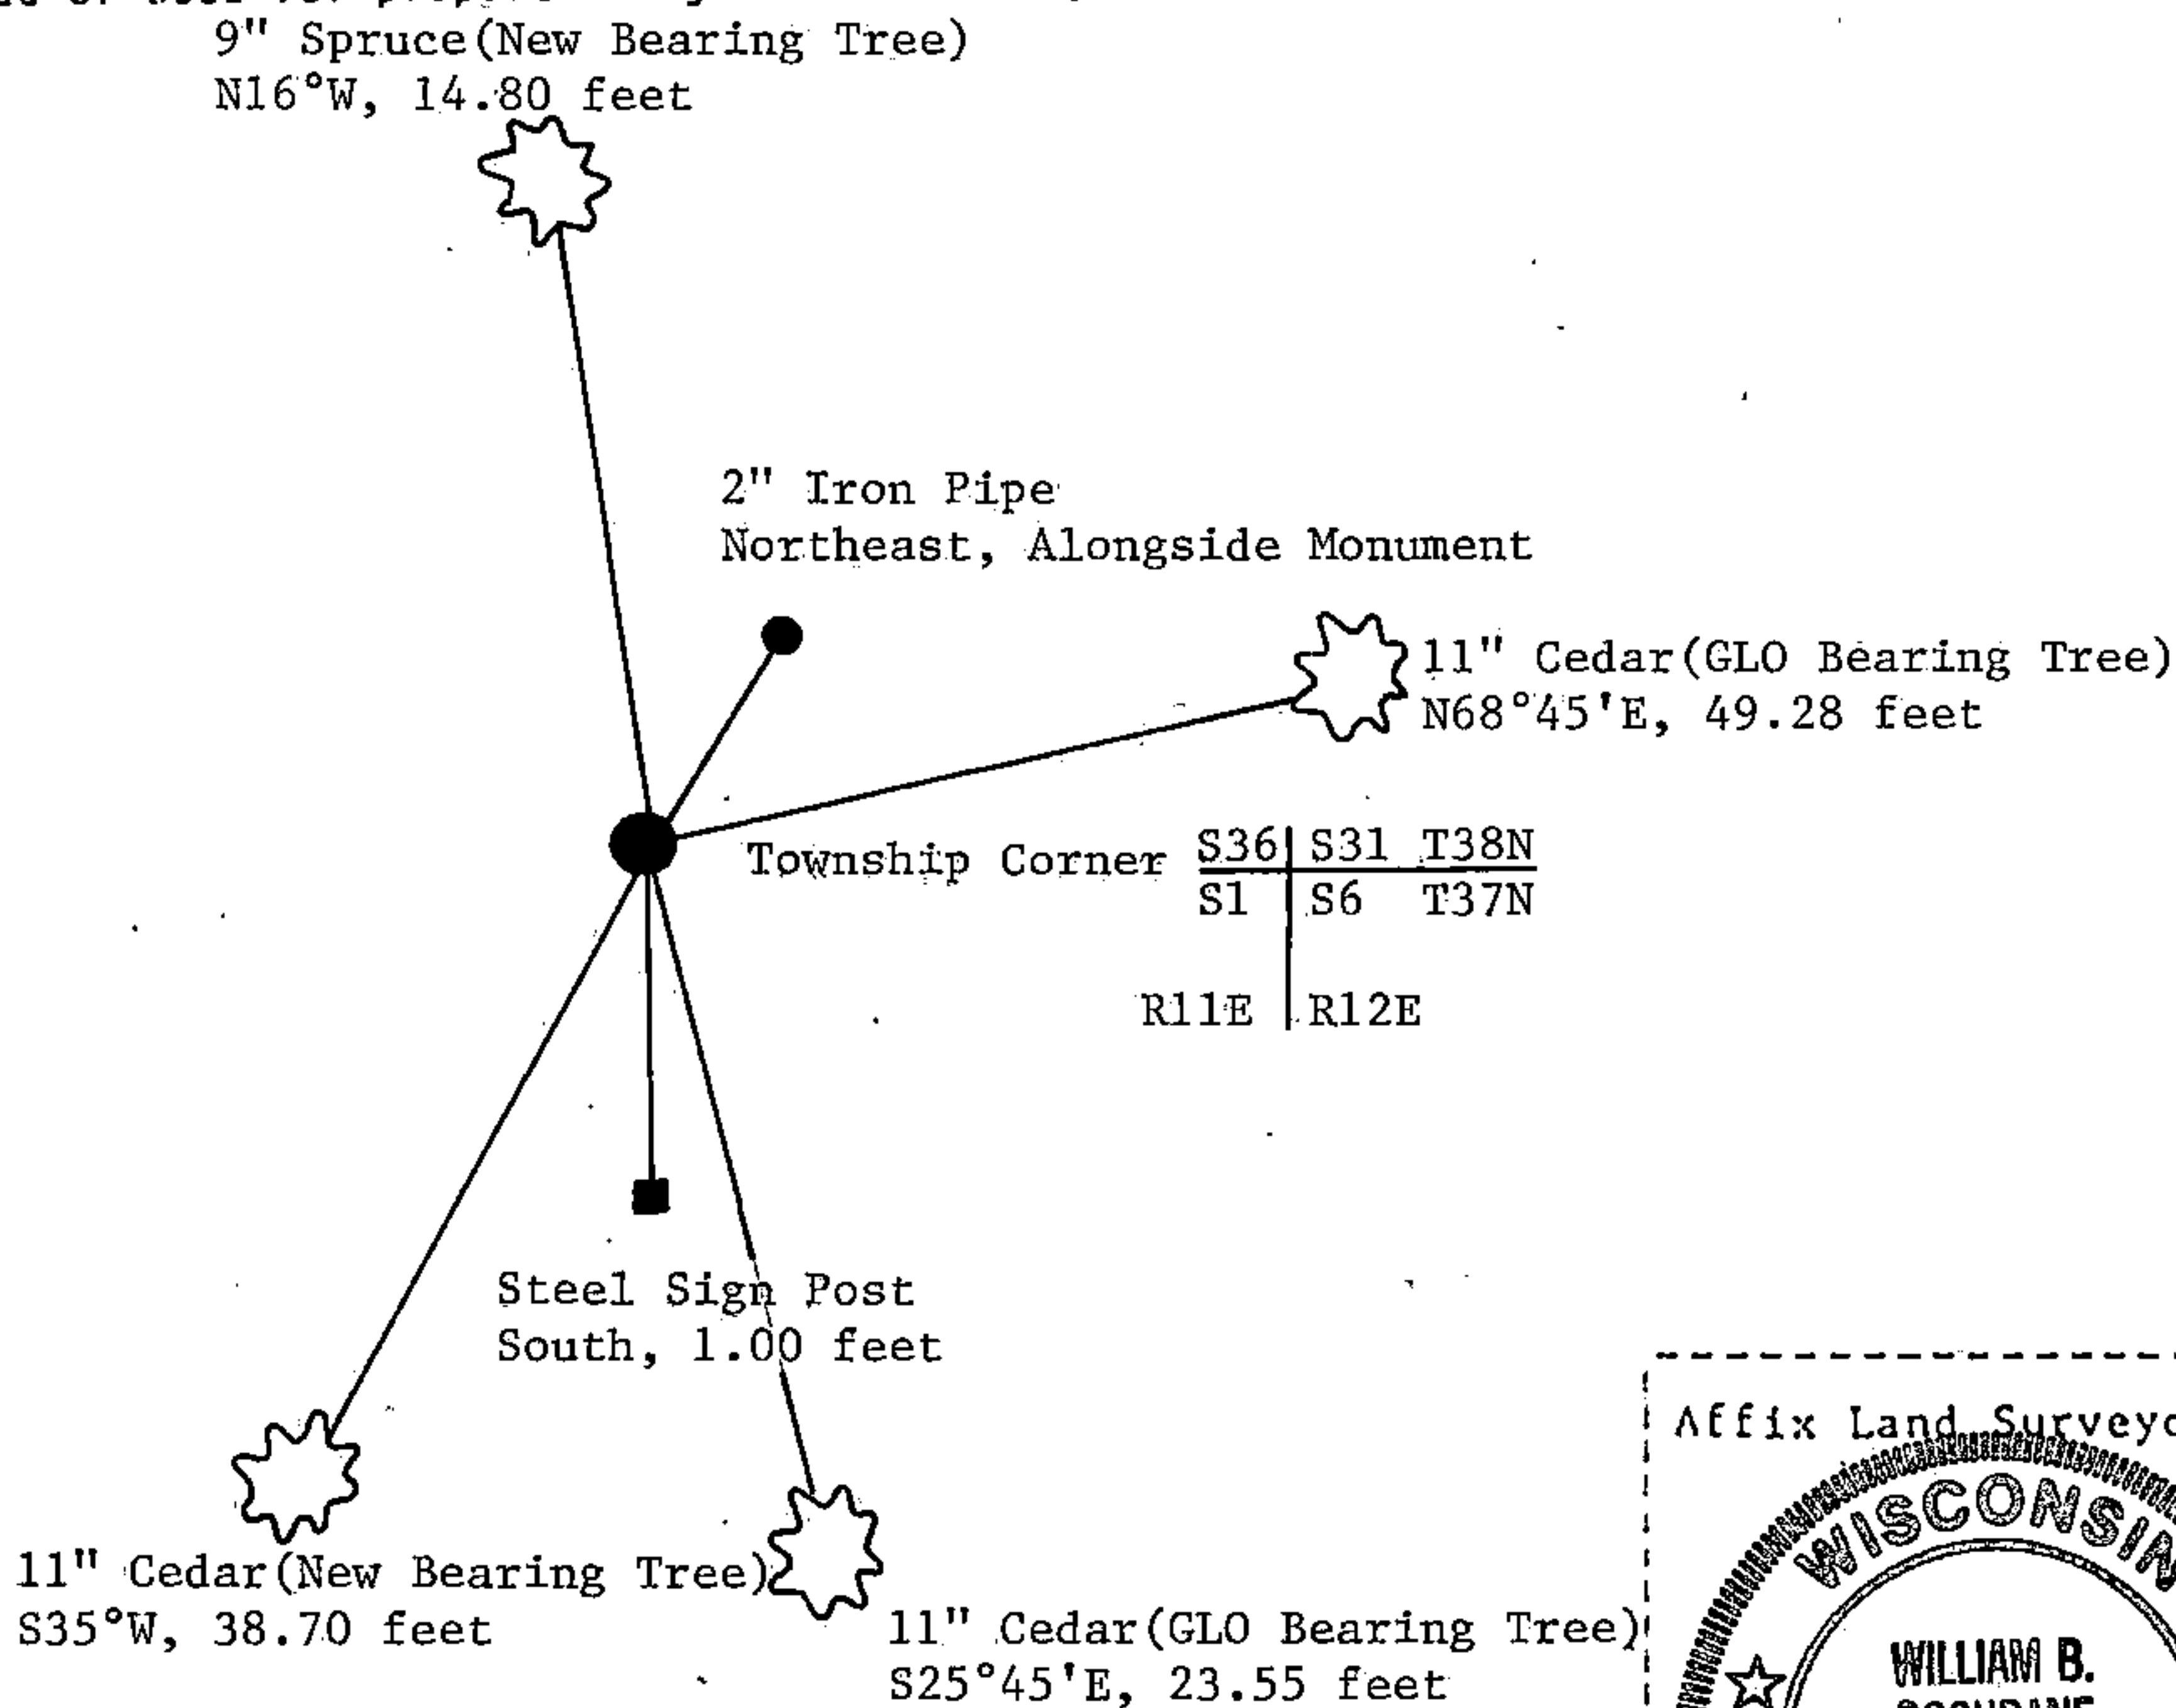 9" Spruce(New Bearing Tree)
N16°W, 14.80 feet
2" Iron Pipe
Northeast, Alongside Monument
11" Cedar(GLO Bearing Tree)
N68°45'E, 49.28 feet
Township Corner
S36 S31 T38N
S1 S6 T37N
R11E R12E
Steel Sign Post
South, 1.00 feet
11" Cedar(New Bearing Tree)
S35°W, 38.70 feet
11" Cedar(GLO Bearing Tree)
S25°45'E, 23.55 feet
Affix Land
WISCONSIN
WILLIAM B.